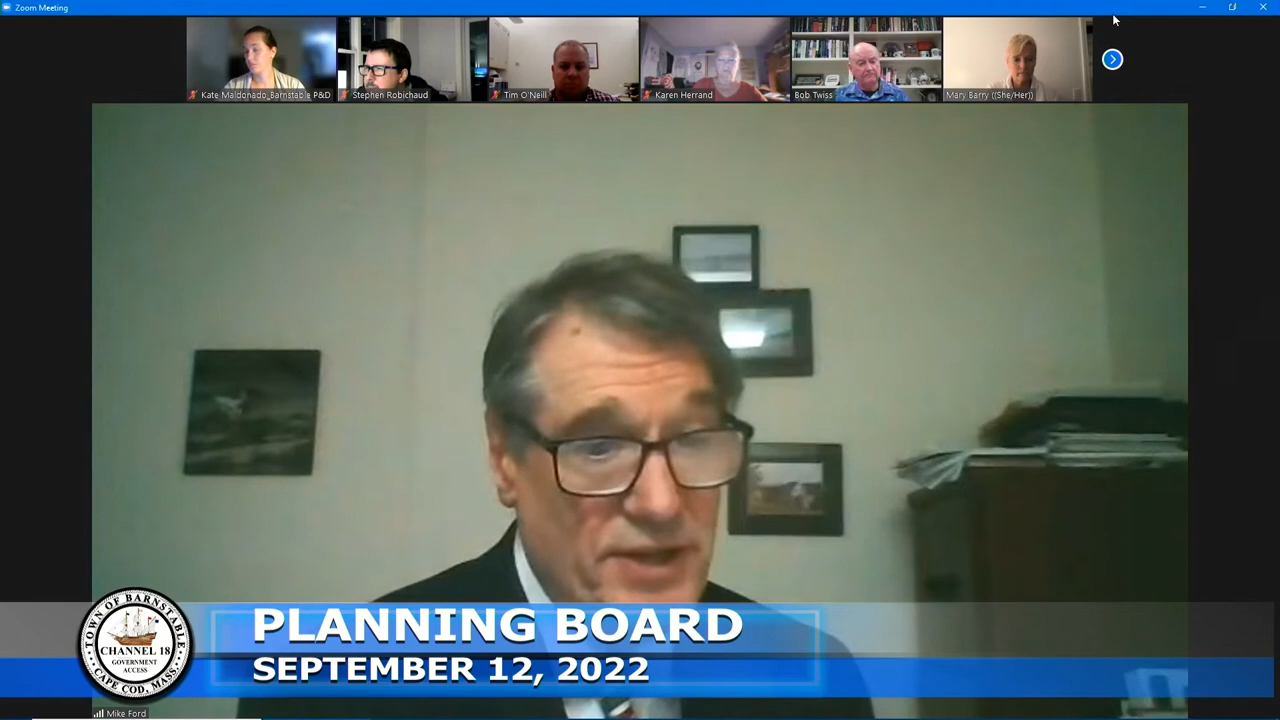 Zoom Meeting
Kate Maldonado_Barnstable P&D
Stephen Robichaud
Tim O'Neill
Karen Herrand
Bob Twiss
Mary Barry ((She/Her))
PLANNING BOARD
SEPTEMBER 12, 2022
TOWN OF BARNSTABLE
CHANNEL 18
GOVERNMENT
ACCESS
CAPE COD, MASS.
Mike Ford